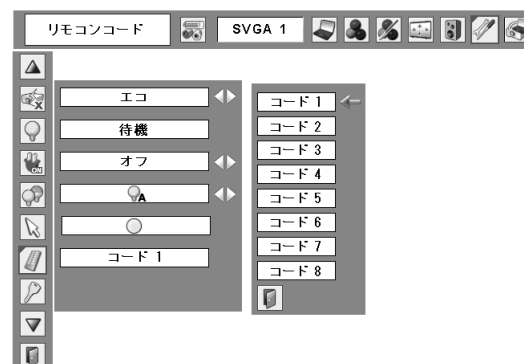 リモコンコード
SVGA 1
ON
エコ
待機
オフ
A
コード 1
コード 1
コード 2
コード 3
コード 4
コード 5
コード 6
コード 7
コード 8